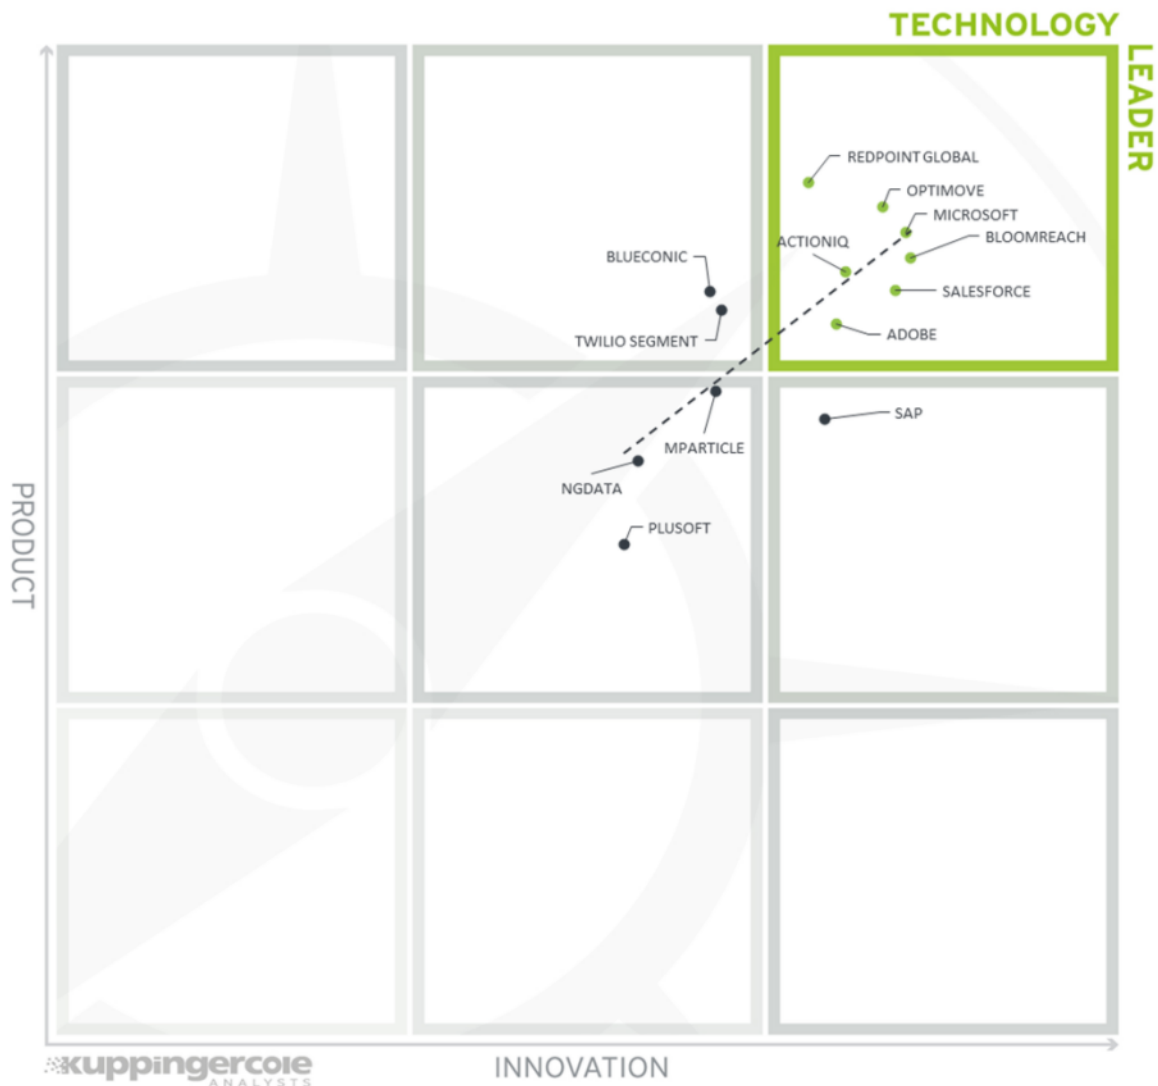 TECHNOLOGY
LEADER
REDPOINT GLOBAL
OPTIMOVE
MICROSOFT
BLOOMREACH
ACTIONIQ
BLUECONIC
SALESFORCE
ADOBE
TWILIO SEGMENT
SAP
MPARTICLE
NGDATA
PLUSOFT
PRODUCT
INNOVATION
kuppingercole
ANALYSTS